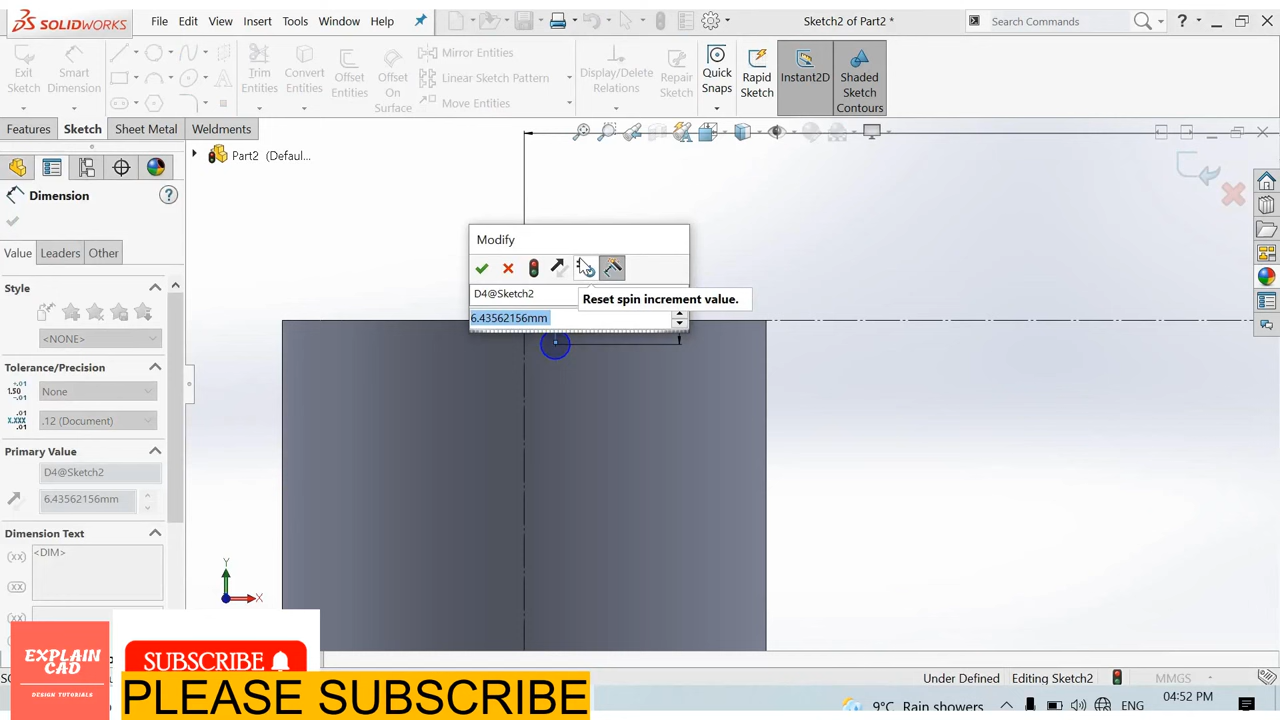 SOLIDWORKS
File Edit View Insert Tools Window Help
Sketch2 of Part2 *
Search Commands
Exit Sketch
Smart Dimension
Trim Entities
Convert Entities
Offset Entities
Offset On Surface
Mirror Entities
Linear Sketch Pattern
Move Entities
Display/Delete Relations
Repair Sketch
Quick Snaps
Rapid Sketch
Instant2D
Shaded Sketch Contours
Features Sketch Sheet Metal Weldments
Part2 (Defaul...
Dimension
Value Leaders Other
Style
<NONE>
Tolerance/Precision
None
.12 (Document)
Primary Value
D4@Sketch2
6.43562156mm
Dimension Text
<DIM>
Modify
D4@Sketch2
Reset spin increment value.
6.43562156mm
Y
X
EXPLAIN
CAD
DESIGN TUTORIALS
SUBSCRIBE
PLEASE SUBSCRIBE
Under Defined Editing Sketch2 MMGS
9°C Rain showers ENG 04:52 PM